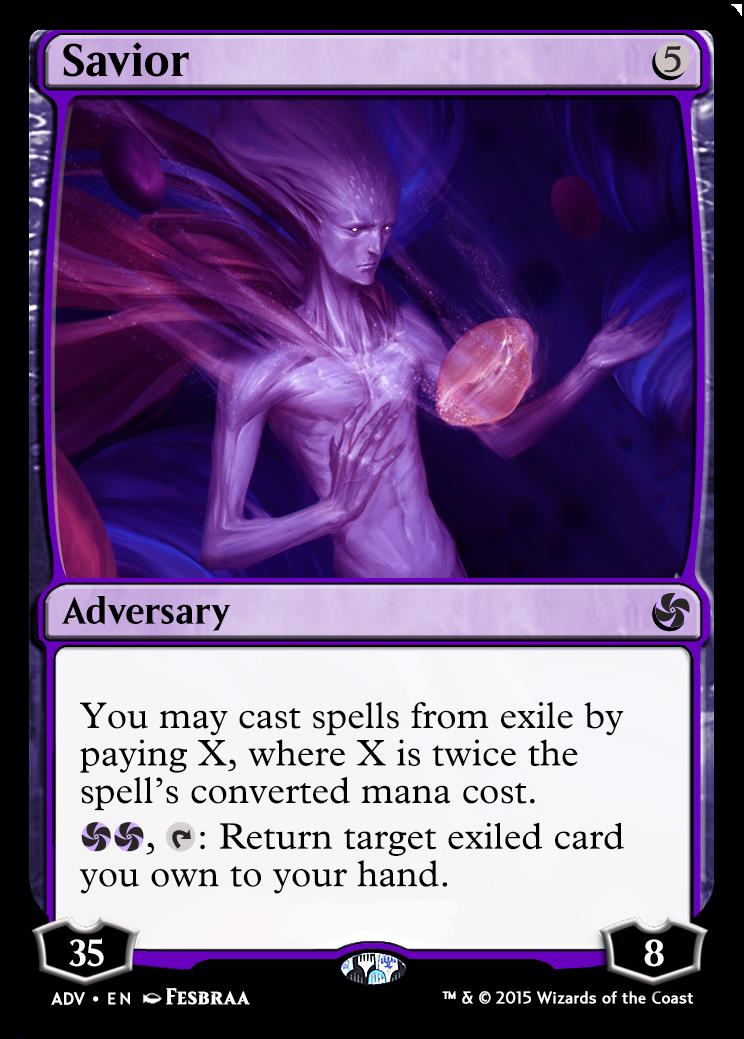 Savior 5
Adversary
You may cast spells from exile by
paying X, where X is twice the
spell's converted mana cost.
, : Return target exiled card
you own to your hand.
35 8
ADV • EN FESBRAA ™ & © 2015 Wizards of the Coast